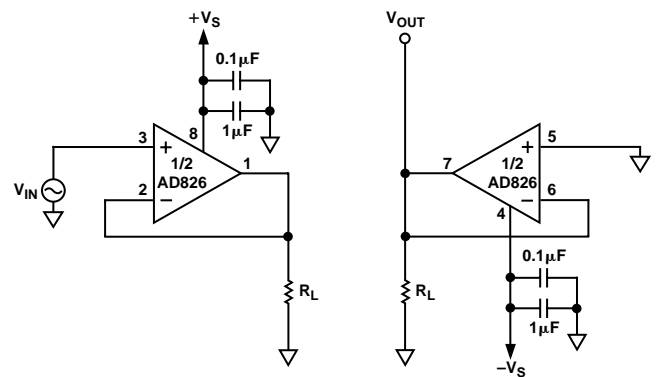 +VS
VOUT
0.1µF
1µF
8
3
+
1/2
AD826
1
2
−
VIN
RL
7
1/2
AD826
+
5
−
6
4
0.1µF
1µF
RL
−VS